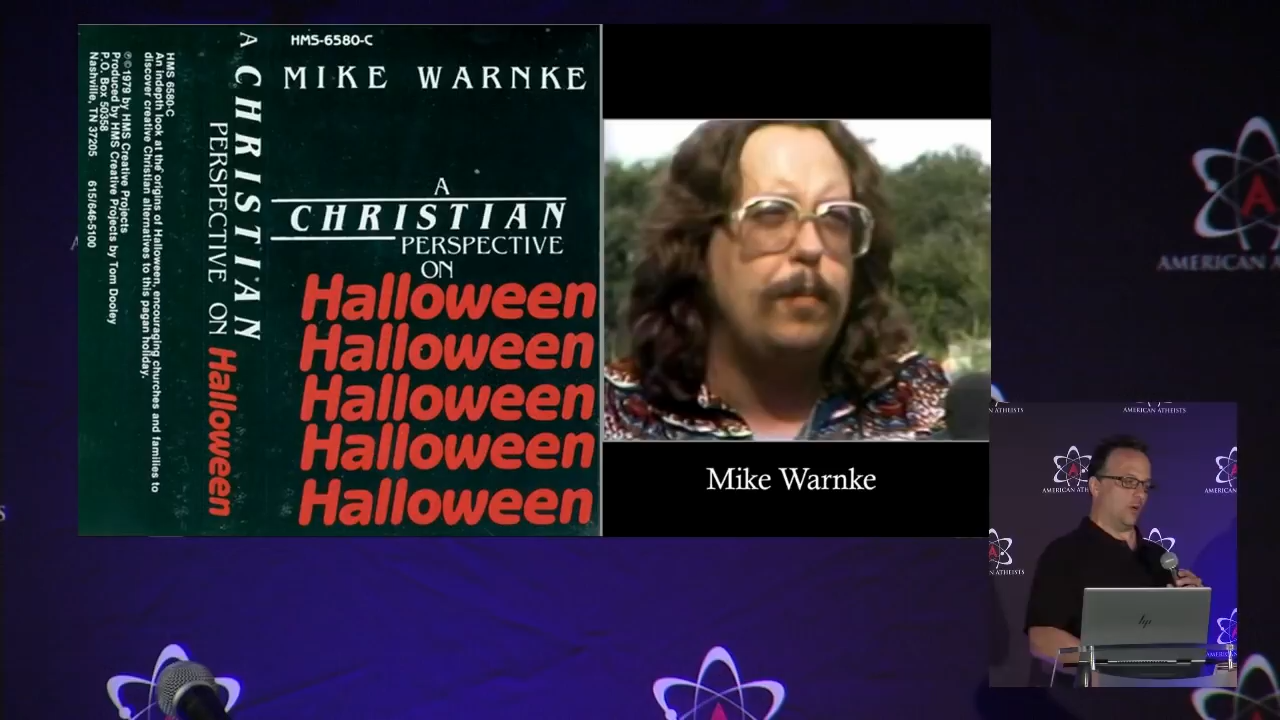 HMS-6580-C
MIKE WARNKE
A
CHRISTIAN
PERSPECTIVE
ON
Halloween
Halloween
Halloween
Halloween
Halloween
A CHRISTIAN
PERSPECTIVE ON Halloween
HMS 6580-C
An indepth look at the origins of Halloween, encouraging churches and families to
discover creative Christian alternatives to this pagan holiday.
℗©1979 by HMS Creative Projects
Produced by HMS Creative Projects by Tom Dooley
P.O. Box 50358
Nashville, TN 37205 615/646-5100
Mike Warnke
A
AMERICAN A
AMERICAN ATHEISTS
AMERICAN ATHEISTS
hp